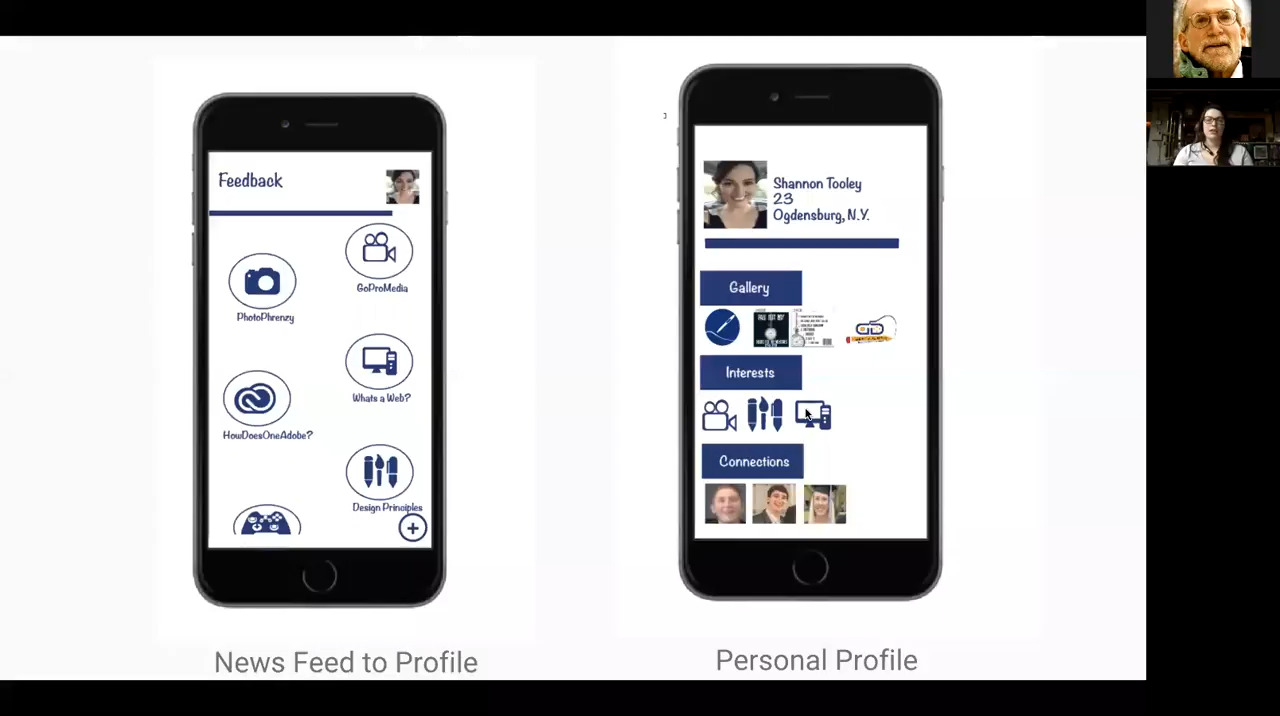 Feedback
GoProMedia
PhotoPhrenzy
Whats a Web?
HowDoesOneAdobe?
Design Principles
News Feed to Profile
Shannon Tooley
23
Ogdensburg, N.Y.
Gallery
Interests
Connections
Personal Profile